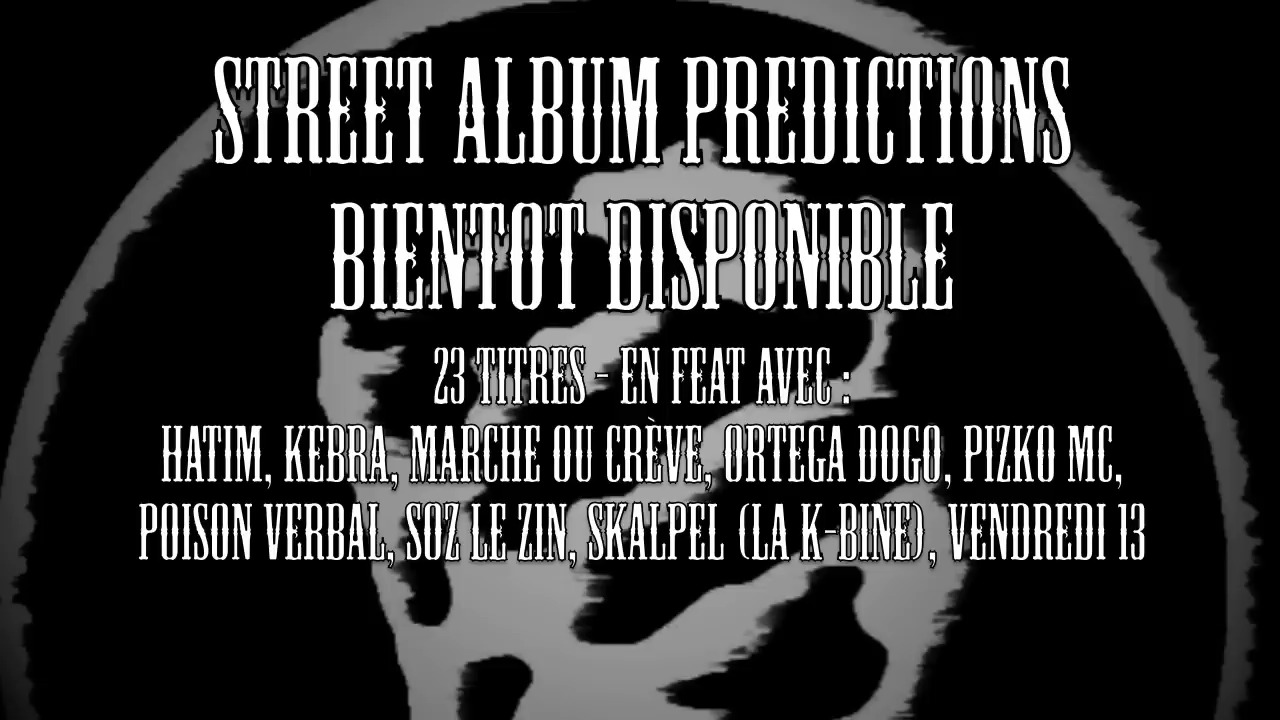 STREET ALBUM PREDICTIONS
BIENTOT DISPONIBLE
23 TITRES - EN FEAT AVEC :
HATIM, KEBRA, MARCHE OU CRÈVE, ORTEGA DOGO, PIZKO MC,
POISON VERBAL, SOZ LE ZIN, SKALPEL (LA K-BINE), VENDREDI 13